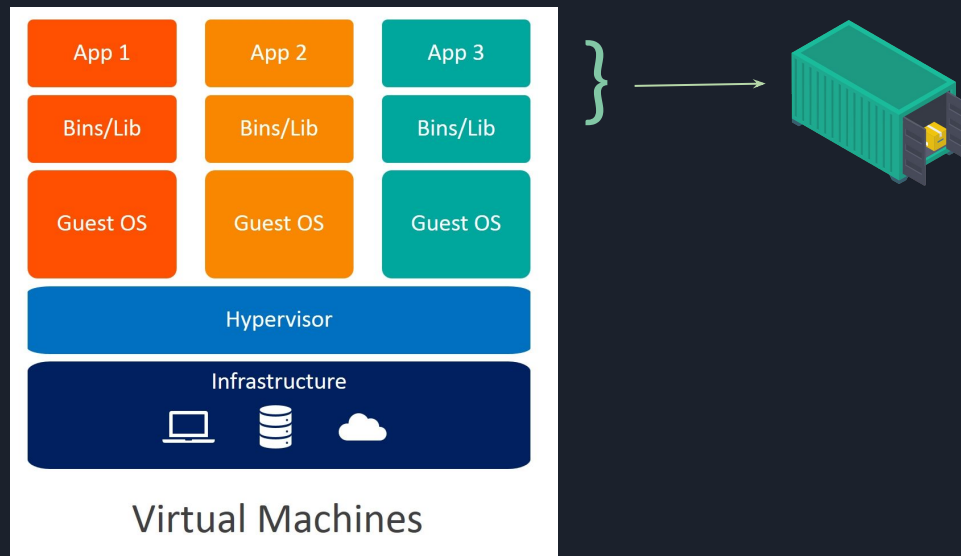 App 1
App 2
App 3
Bins/Lib
Bins/Lib
Bins/Lib
Guest OS
Guest OS
Guest OS
Hypervisor
Infrastructure
Virtual Machines
}